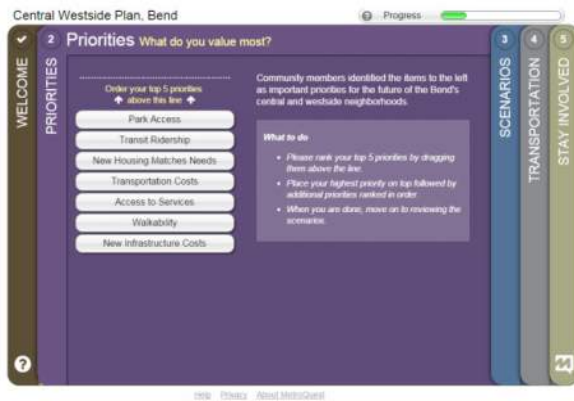 Central Westside Plan, Bend
Progress
WELCOME
2
PRIORITIES
Priorities What do you value most?
Order your top 5 priorities
above this line
Park Access
Transit Ridership
New Housing Matches Needs
Transportation Costs
Access to Services
Walkability
New Infrastructure Costs
Community members identified the items to the left
as important priorities for the future of the Bend's
central and westside neighborhoods.
What to do
• Please rank your top 5 priorities by dragging
them above the line.
• Place your highest priority on top followed by
additional priorities ranked in order.
• When you are done, move on to reviewing the
scenarios.
3
SCENARIOS
4
TRANSPORTATION
5
STAY INVOLVED
?
Help Privacy About MetroQuest